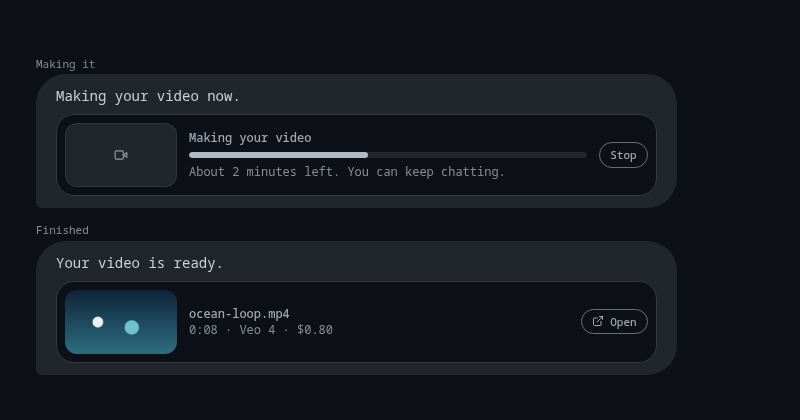 Making it
Making your video now.
Making your video
About 2 minutes left. You can keep chatting.
Stop
Finished
Your video is ready.
ocean-loop.mp4
0:08 · Veo 4 · $0.80
Open